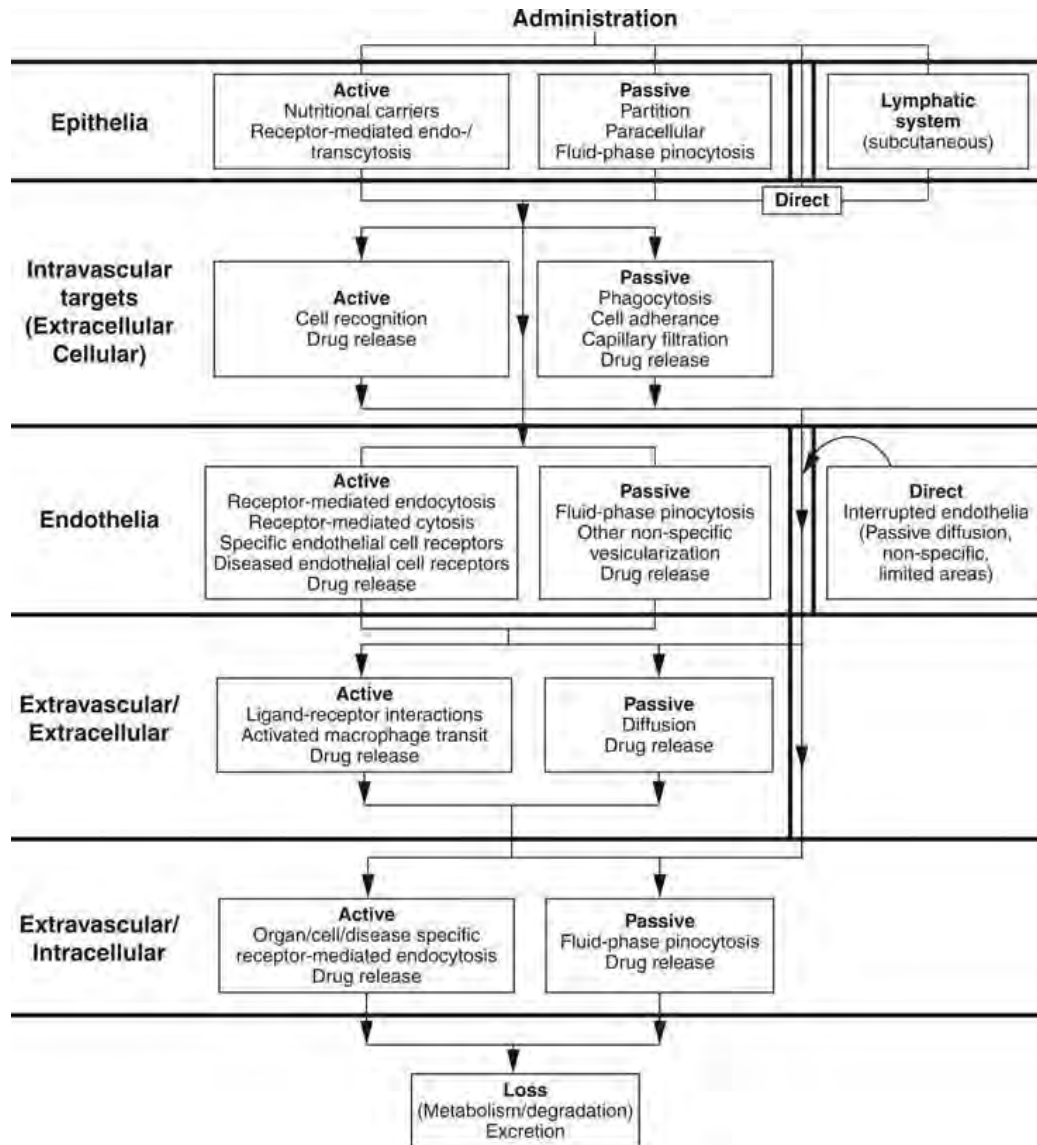 Administration
Epithelia
Active
Nutritional carriers
Receptor-mediated endo-/
transcytosis
Passive
Partition
Paracellular
Fluid-phase pinocytosis
Lymphatic
system
(subcutaneous)
Direct
Intravascular
targets
(Extracellular
Cellular)
Active
Cell recognition
Drug release
Passive
Phagocytosis
Cell adherance
Capillary filtration
Drug release
Endothelia
Active
Receptor-mediated endocytosis
Receptor-mediated cytosis
Specific endothelial cell receptors
Diseased endothelial cell receptors
Drug release
Passive
Fluid-phase pinocytosis
Other non-specific
vesicularization
Drug release
Direct
Interrupted endothelia
(Passive diffusion,
non-specific,
limited areas)
Extravascular/
Extracellular
Active
Ligand-receptor interactions
Activated macrophage transit
Drug release
Passive
Diffusion
Drug release
Extravascular/
Intracellular
Active
Organ/cell/disease specific
receptor-mediated endocytosis
Drug release
Passive
Fluid-phase pinocytosis
Drug release
Loss
(Metabolism/degradation)
Excretion